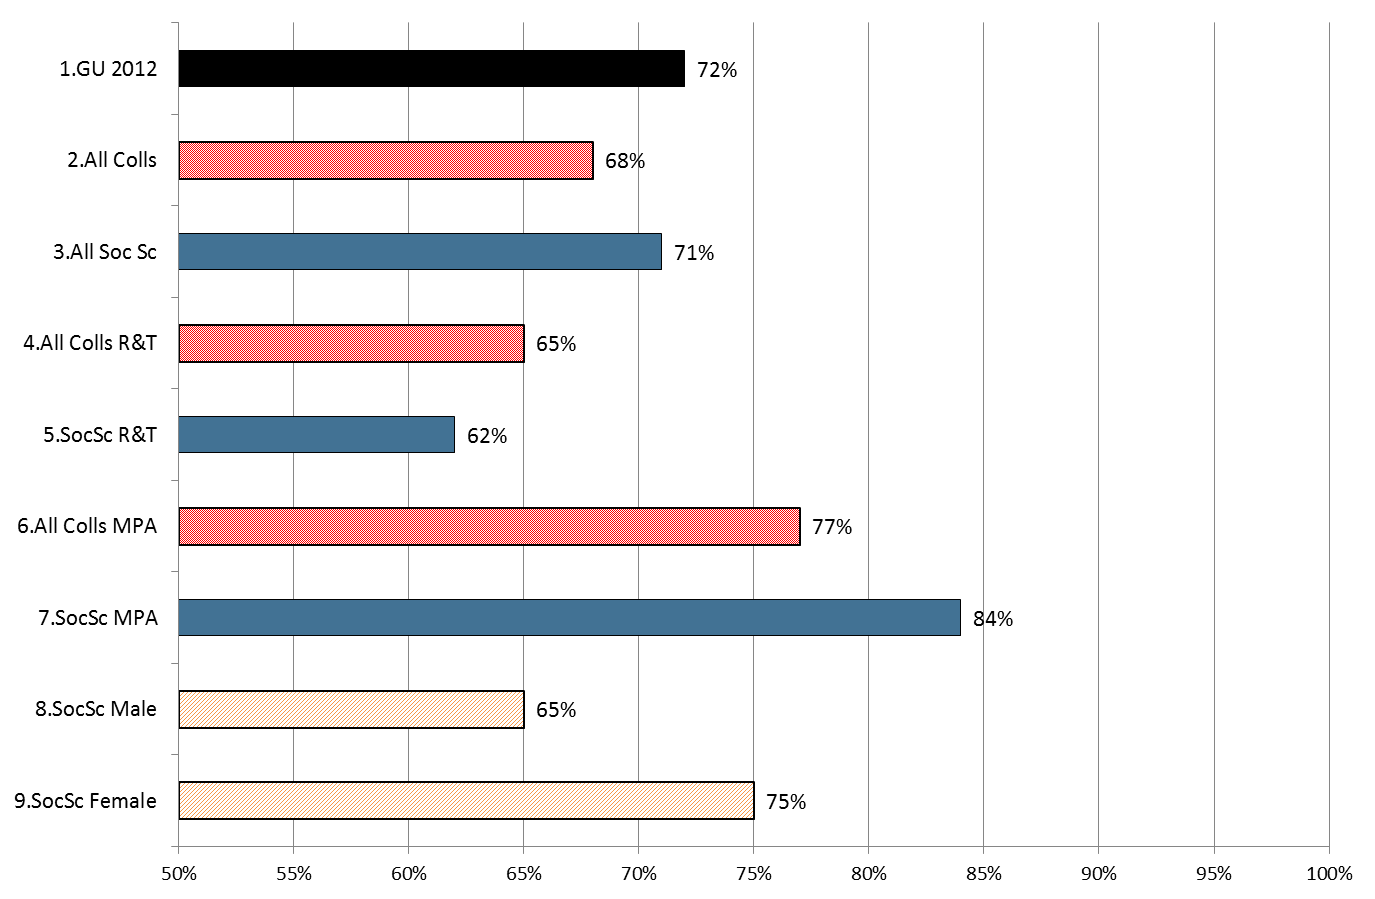 1.GU 2012 72%
2.All Colls 68%
3.All Soc Sc 71%
4.All Colls R&T 65%
5.SocSc R&T 62%
6.All Colls MPA 77%
7.SocSc MPA 84%
8.SocSc Male 65%
9.SocSc Female 75%
50% 55% 60% 65% 70% 75% 80% 85% 90% 95% 100%